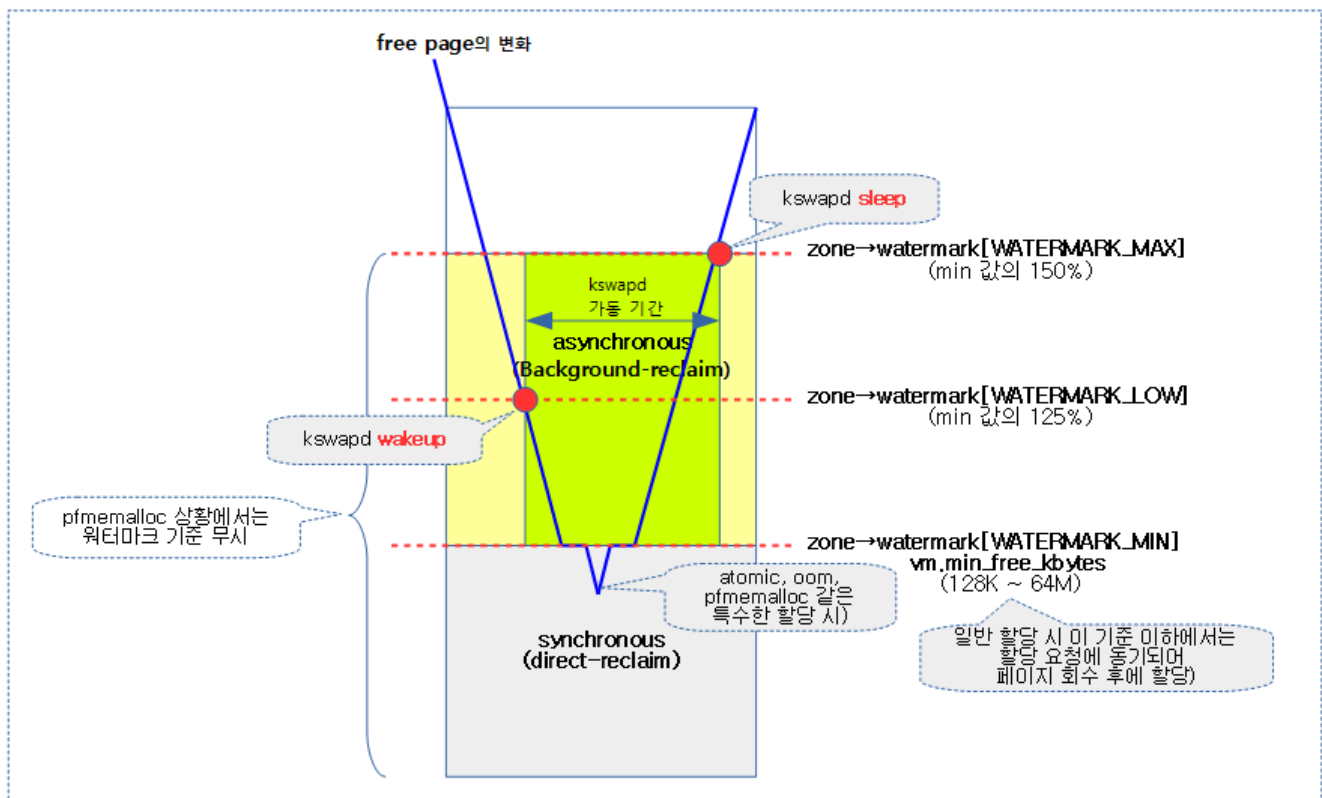 free page의 변화
kswapd sleep
zone→watermark[WATERMARK_MAX]
(min 값의 150%)
kswapd
가동 기간
asynchronous
(Background-reclaim)
zone→watermark[WATERMARK_LOW]
(min 값의 125%)
kswapd wakeup
pfmemalloc 상황에서는
워터마크 기준 무시
zone→watermark[WATERMARK_MIN]
vm.min_free_kbytes
(128K ~ 64M)
atomic, oom,
pfmemalloc 같은
특수한 할당 시)
synchronous
(direct-reclaim)
일반 할당 시 이 기준 이하에서는
할당 요청에 동기되어
페이지 회수 후에 할당)